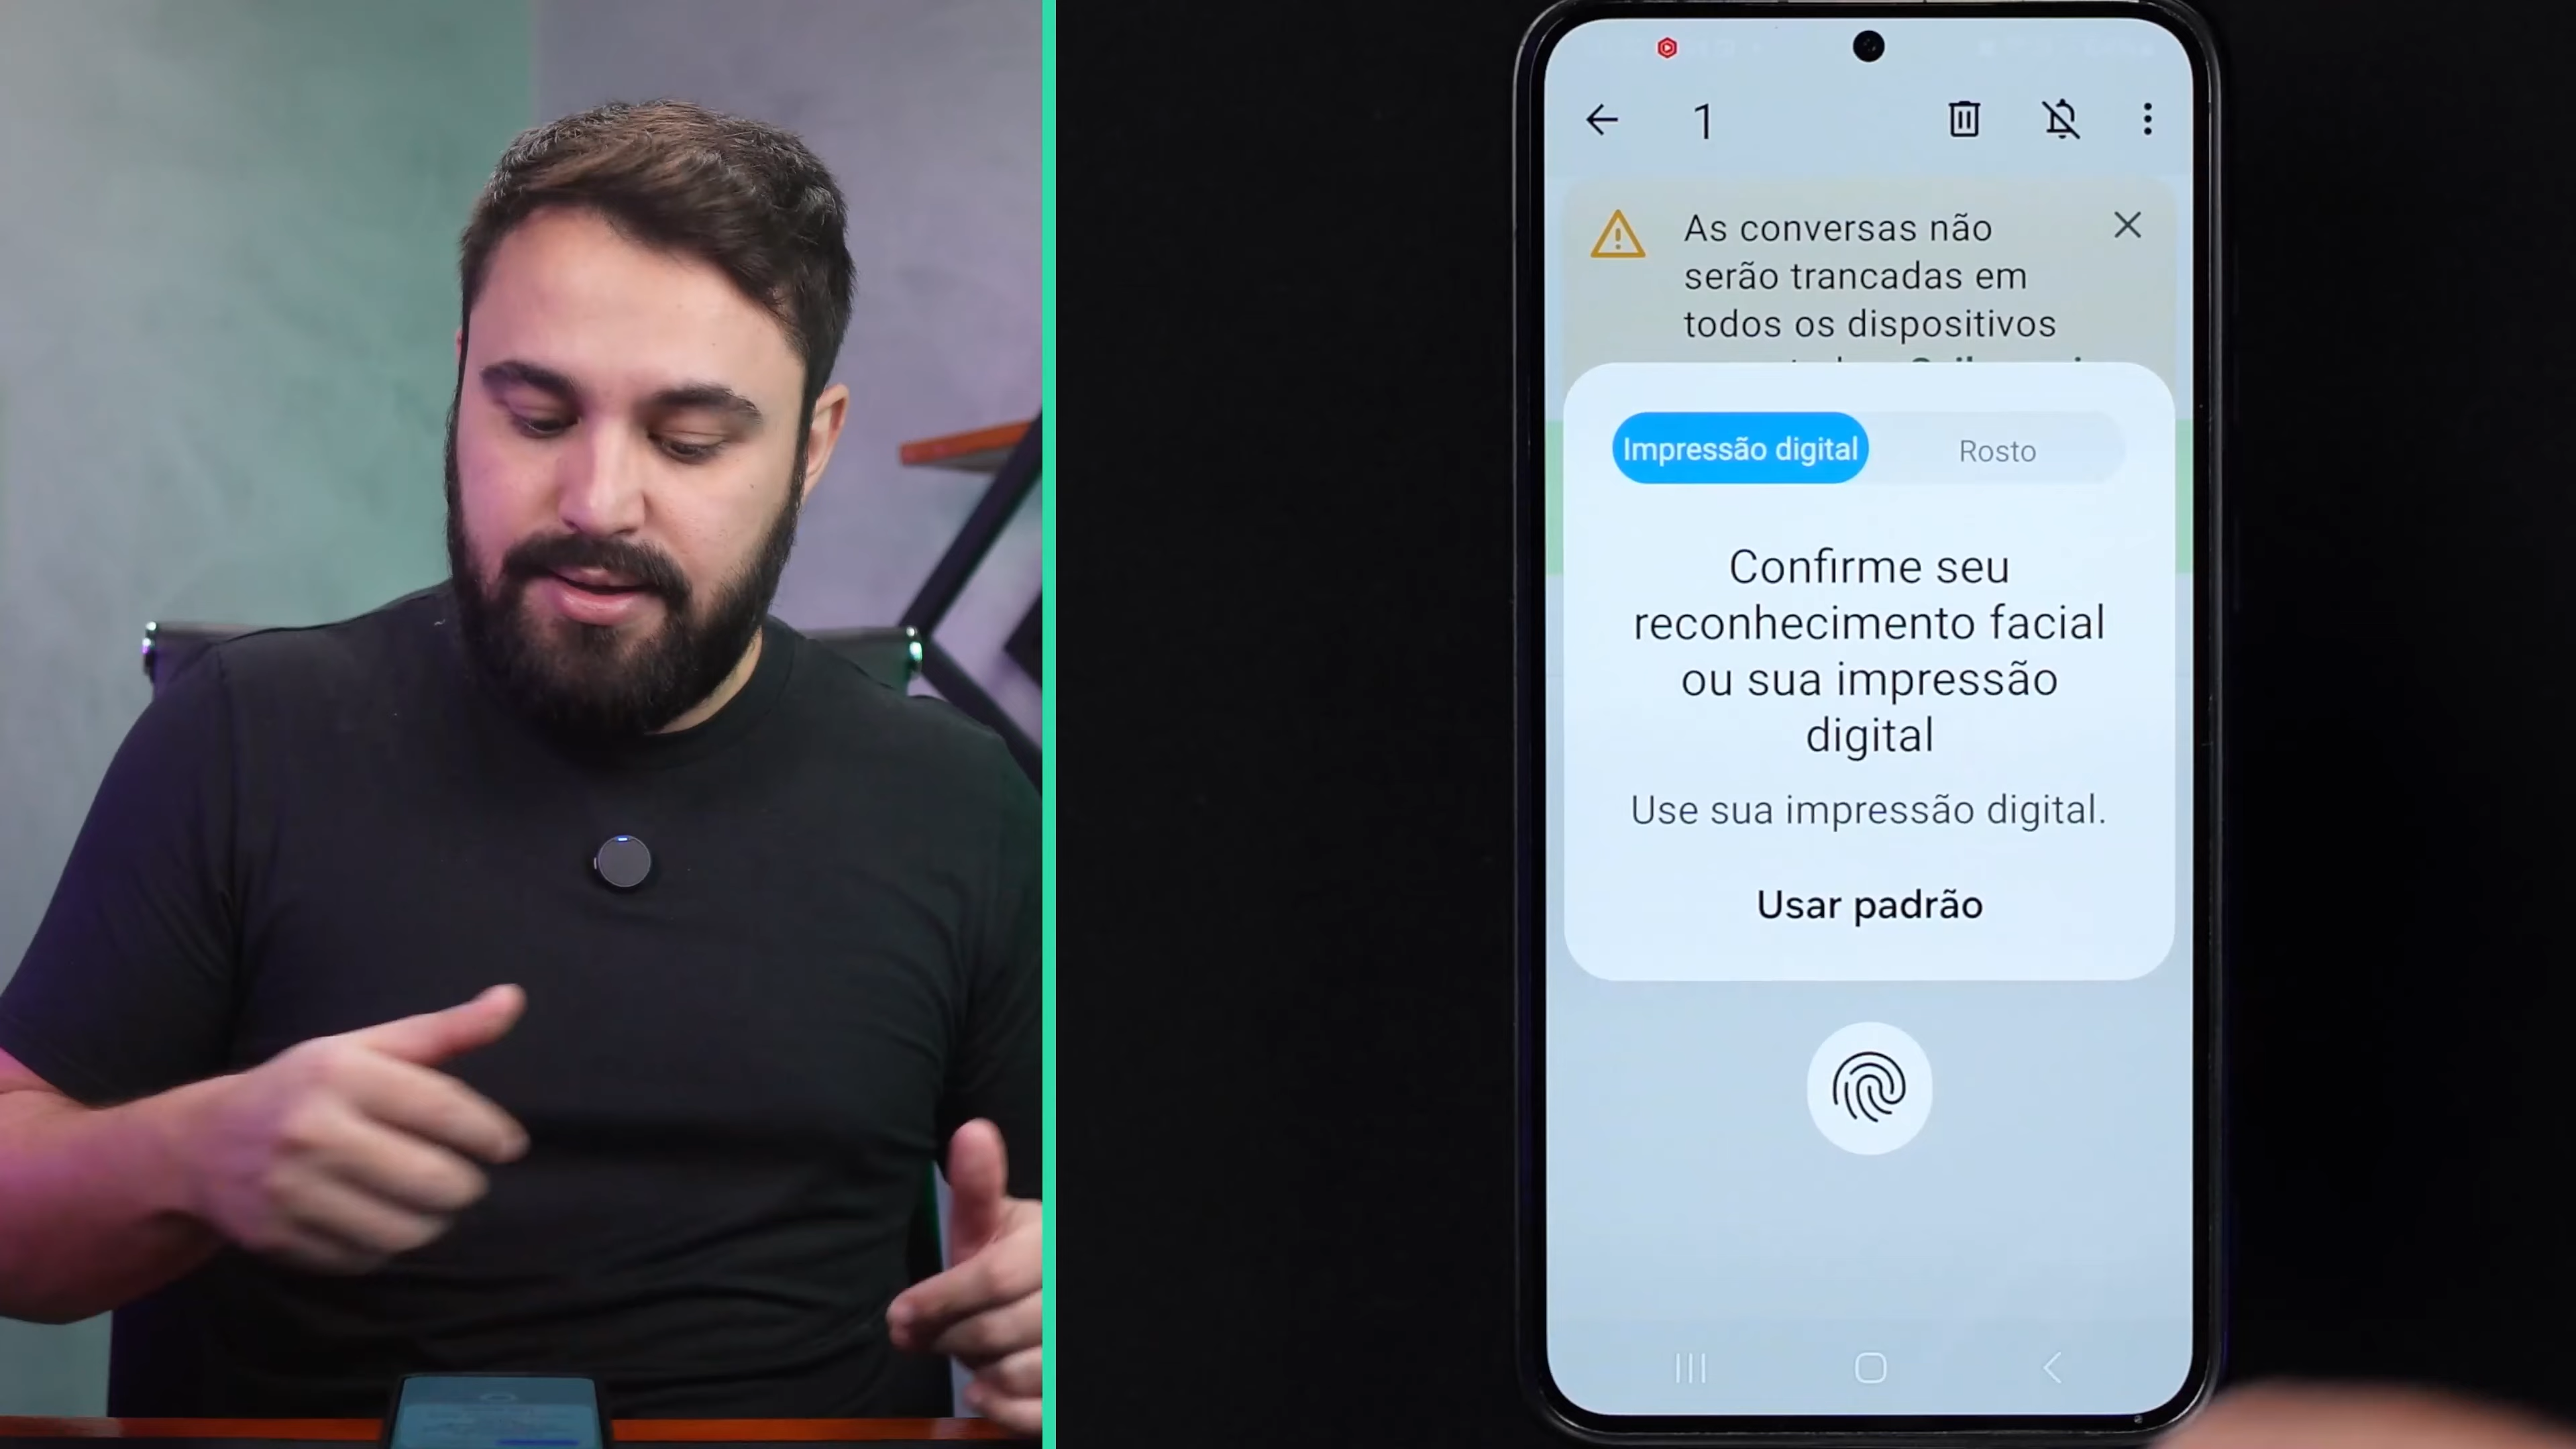 1
As conversas não
serão trancadas em
todos os dispositivos
Impressão digital
Rosto
Confirme seu
reconhecimento facial
ou sua impressão
digital
Use sua impressão digital.
Usar padrão